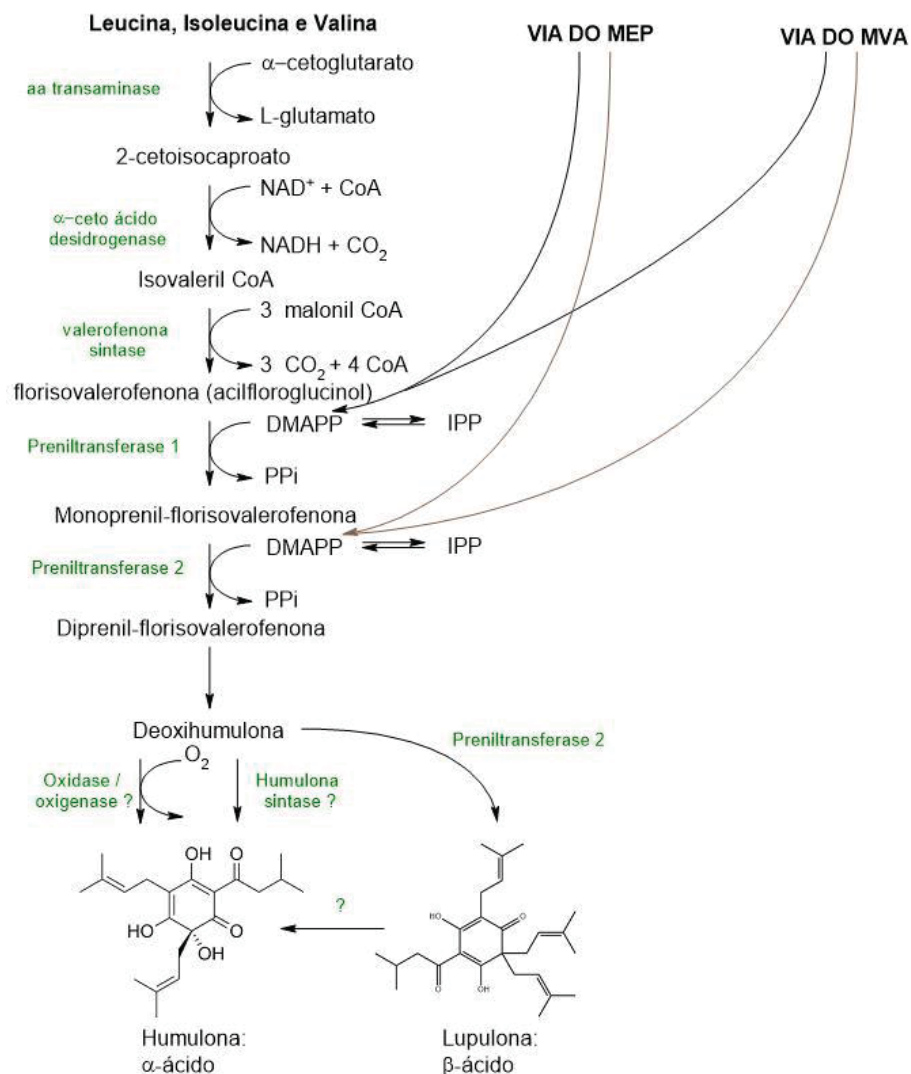 Leucina, Isoleucina e Valina
VIA DO MEP
VIA DO MVA
aa transaminase
α-cetoglutarato
L-glutamato
2-cetoisocaproato
α–ceto ácido
desidrogenase
NAD⁺ + CoA
NADH + CO₂
Isovaleril CoA
valerofenona
sintase
3 malonil CoA
3 CO₂ + 4 CoA
florisovalerofenona (acilfloroglucinol)
Preniltransferase 1
DMAPP
IPP
PPi
Monoprenil-florisovalerofenona
Preniltransferase 2
DMAPP
IPP
PPi
Diprenil-florisovalerofenona
Deoxihumulona
Preniltransferase 2
O₂
Oxidase /
oxigenase ?
Humulona
sintase ?
OH
O
HO
OH
O
?
HO
O
O
OH
Humulona:
α-ácido
Lupulona:
β-ácido